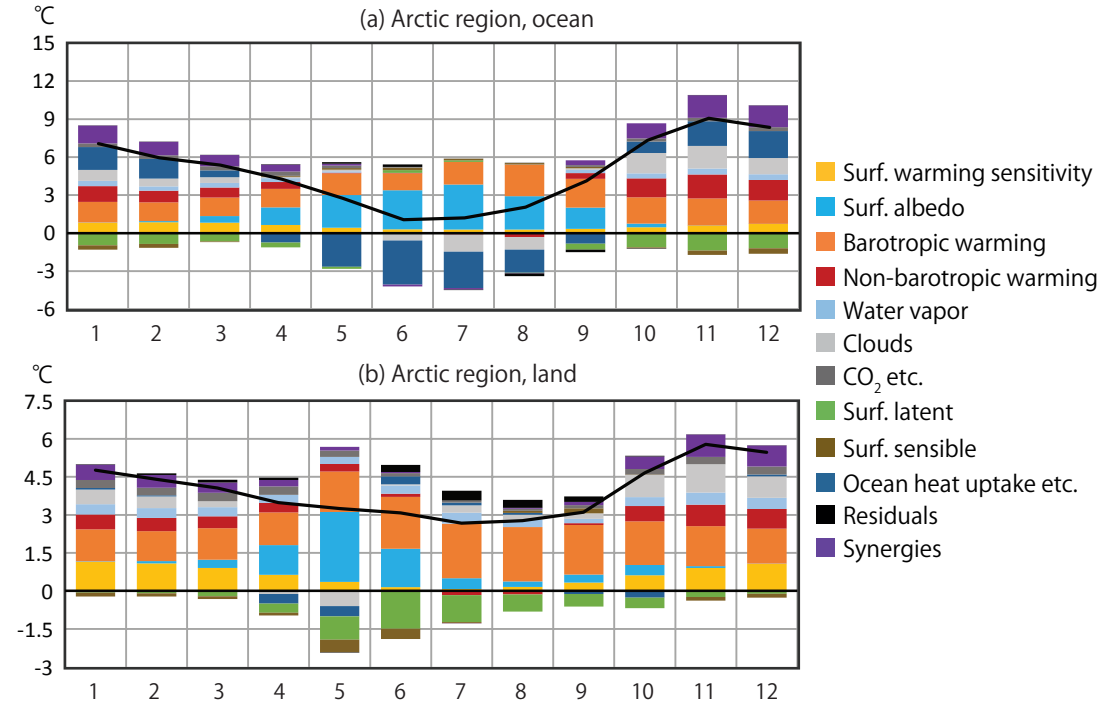 °C
(a) Arctic region, ocean
15
12
9
6
3
0
-3
-6
1 2 3 4 5 6 7 8 9 10 11 12
°C
(b) Arctic region, land
7.5
6
4.5
3
1.5
0
-1.5
-3
1 2 3 4 5 6 7 8 9 10 11 12
Surf. warming sensitivity
Surf. albedo
Barotropic warming
Non-barotropic warming
Water vapor
Clouds
CO₂ etc.
Surf. latent
Surf. sensible
Ocean heat uptake etc.
Residuals
Synergies